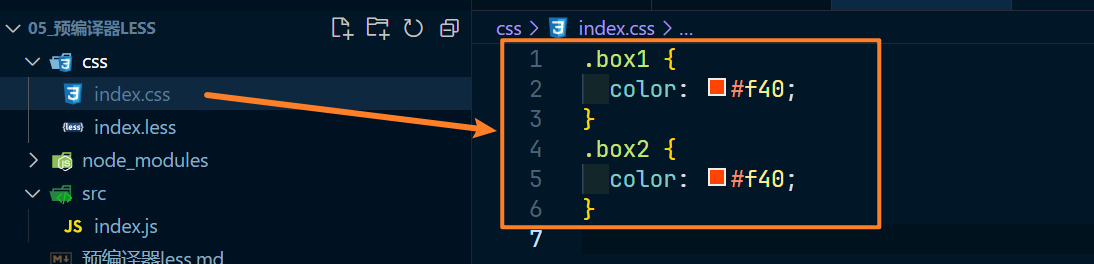 05_预编译器LESS
css
index.css
{less} index.less
node_modules
src
JS index.js
预编译器less.md
css > index.css > ...
1 .box1 {
2 color: #f40;
3 }
4 .box2 {
5 color: #f40;
6 }
7